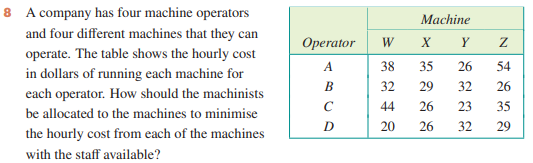 8 A company has four machine operators
and four different machines that they can
operate. The table shows the hourly cost
in dollars of running each machine for
each operator. How should the machinists
be allocated to the machines to minimise
the hourly cost from each of the machines
with the staff available?
Machine
Operator W X Y Z
A 38 35 26 54
B 32 29 32 26
C 44 26 23 35
D 20 26 32 29